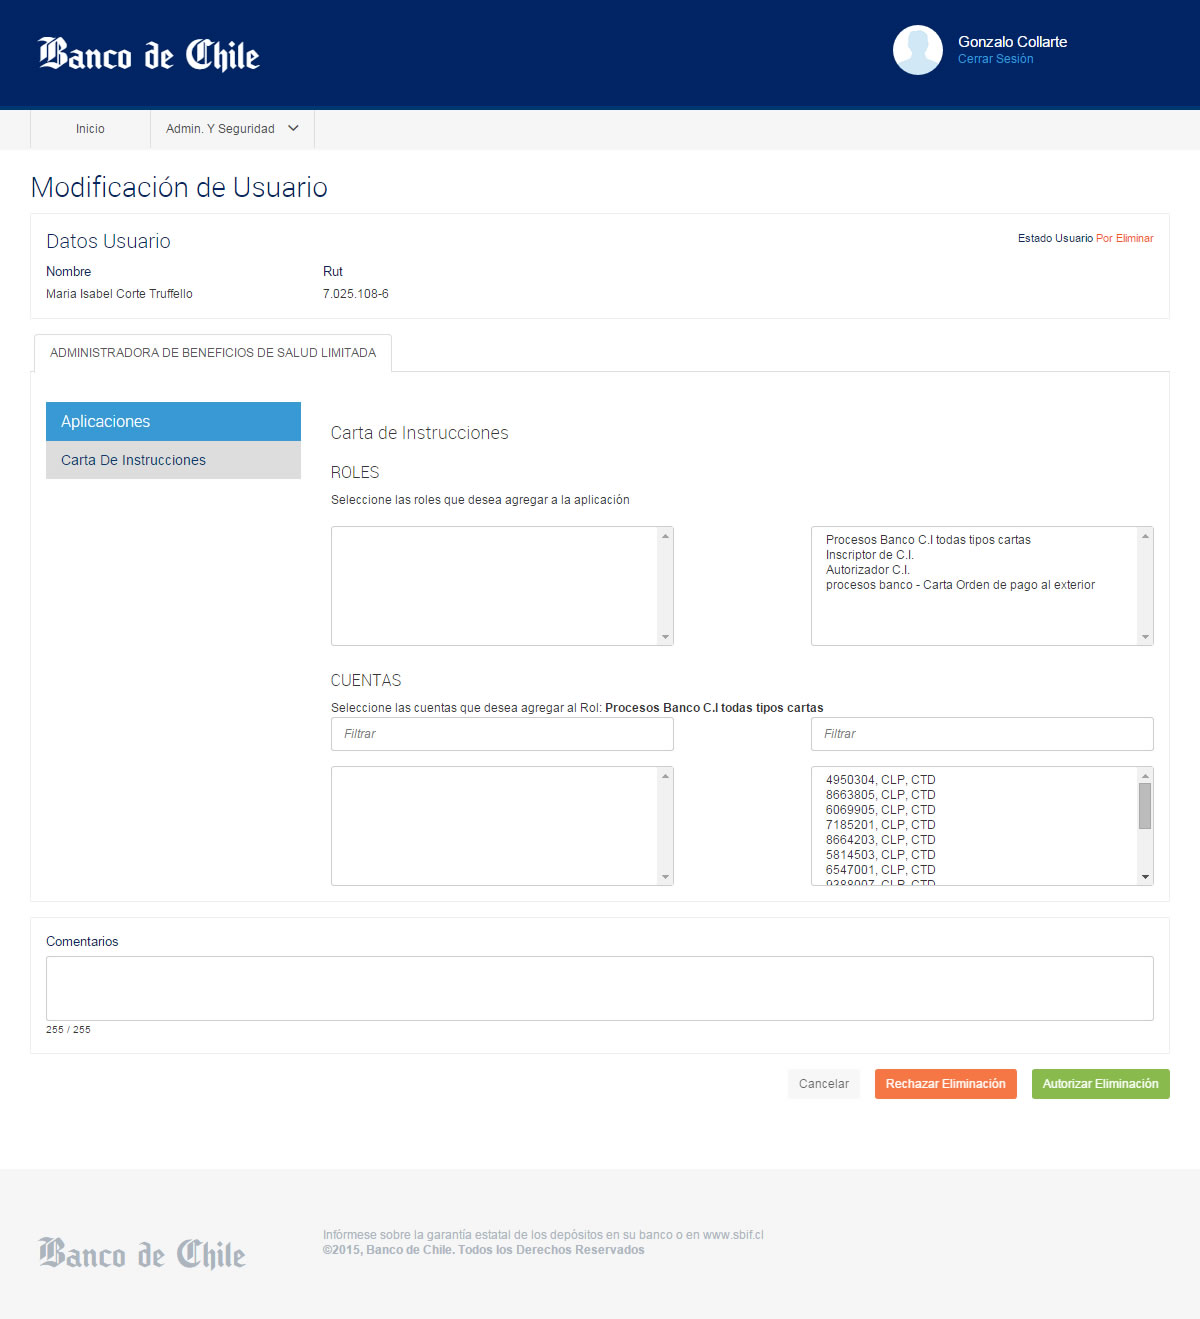 Banco de Chile
Gonzalo Collarte
Cerrar Sesión
Inicio
Admin. Y Seguridad
Modificación de Usuario
Datos Usuario
Estado Usuario Por Eliminar
Nombre
Rut
Maria Isabel Corte Truffello
7.025.108-6
ADMINISTRADORA DE BENEFICIOS DE SALUD LIMITADA
Aplicaciones
Carta De Instrucciones
Carta de Instrucciones
ROLES
Seleccione las roles que desea agregar a la aplicación
Procesos Banco C.I todas tipos cartas
Inscriptor de C.I.
Autorizador C.I.
procesos banco - Carta Orden de pago al exterior
CUENTAS
Seleccione las cuentas que desea agregar al Rol: Procesos Banco C.I todas tipos cartas
Filtrar
Filtrar
4950304, CLP, CTD
8663805, CLP, CTD
6069905, CLP, CTD
7185201, CLP, CTD
8664203, CLP, CTD
5814503, CLP, CTD
6547001, CLP, CTD
9388007, CLP, CTD
Comentarios
255 / 255
Cancelar
Rechazar Eliminación
Autorizar Eliminación
Banco de Chile
Infórmese sobre la garantía estatal de los depósitos en su banco o en www.sbif.cl
©2015, Banco de Chile. Todos los Derechos Reservados